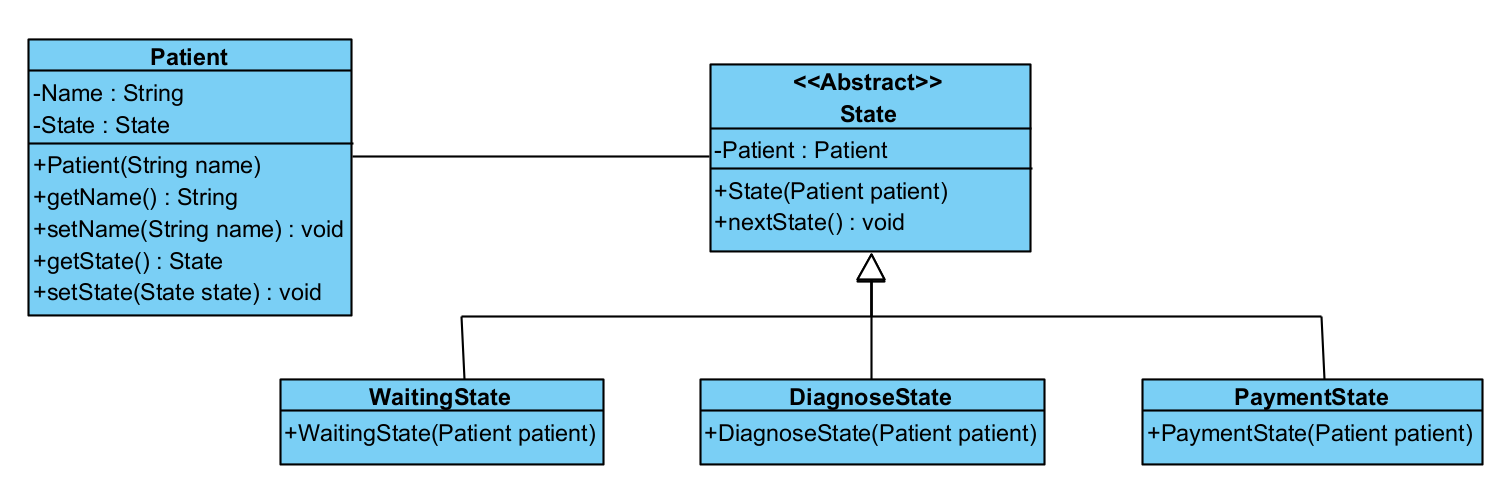 Patient
-Name : String
-State : State
+Patient(String name)
+getName() : String
+setName(String name) : void
+getState() : State
+setState(State state) : void
<<Abstract>>
State
-Patient : Patient
+State(Patient patient)
+nextState() : void
WaitingState
+WaitingState(Patient patient)
DiagnoseState
+DiagnoseState(Patient patient)
PaymentState
+PaymentState(Patient patient)